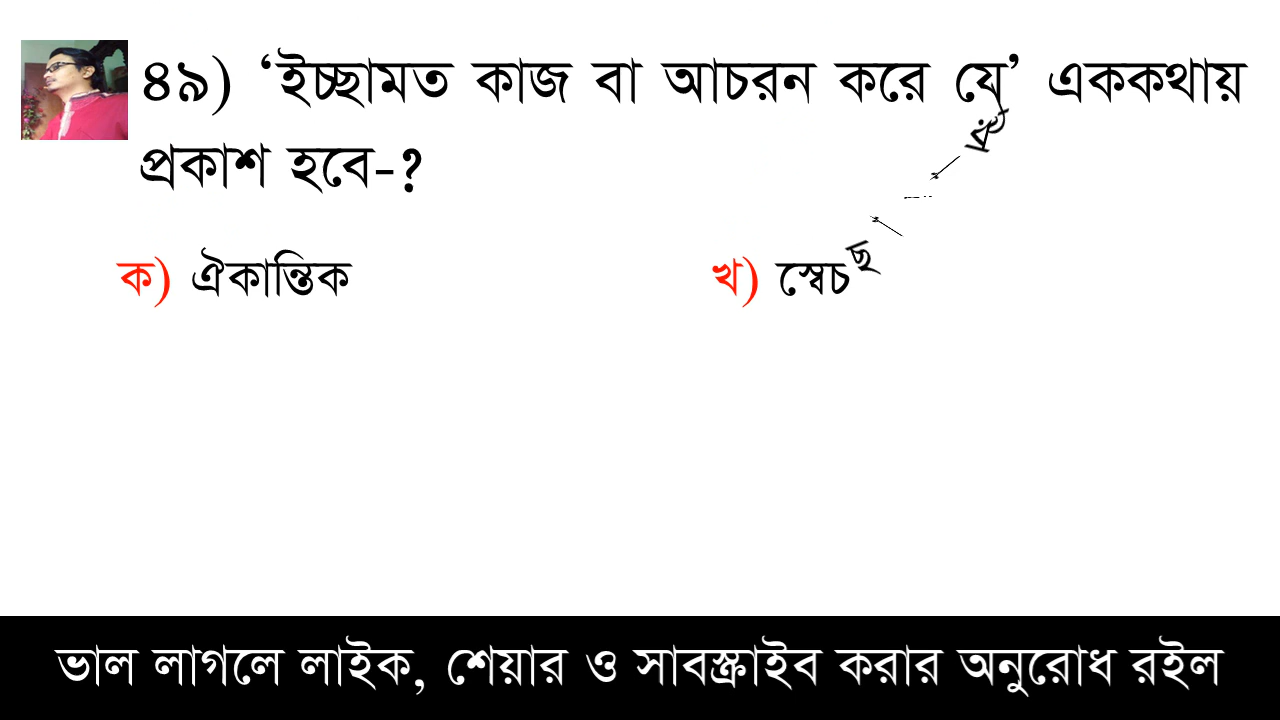 ৪৯) ‘ইচ্ছামত কাজ বা আচরন করে যে’ এককথায়
প্রকাশ হবে-?
ক) ঐকান্তিক
খ)
ভাল লাগলে লাইক, শেয়ার ও সাবস্ক্রাইব করার অনুরোধ রইল